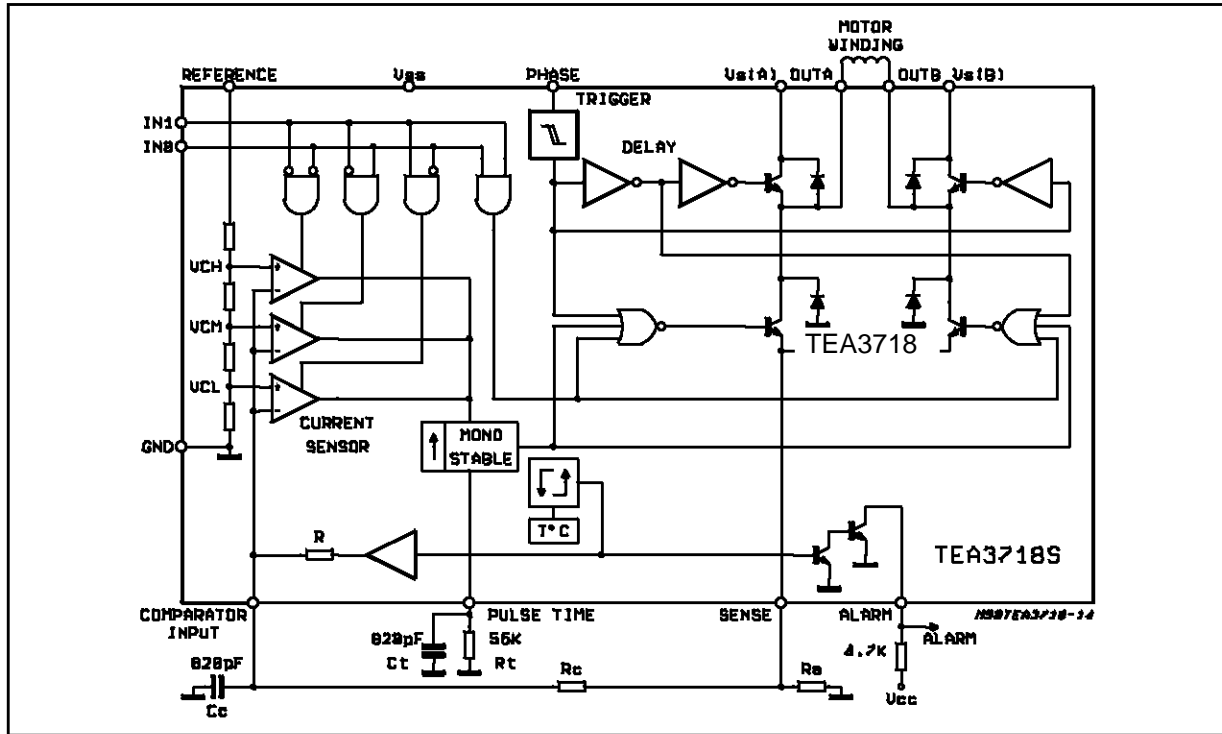 MOTOR
WINDING
REFERENCE
Vss
PHASE
Vs(A)
OUTA
OUTB
Vs(B)
TRIGGER
IN1
IN0
DELAY
VCH
VCM
TEA3718
VCL
CURRENT
SENSOR
MONO
STABLE
GND
T°C
R
TEA3718S
COMPARATOR
INPUT
PULSE TIME
SENSE
ALARM
M90TEA3718-14
ALARM
820pF
Ct
56K
Rt
4.7K
820pF
Cc
Rc
Rs
Vcc